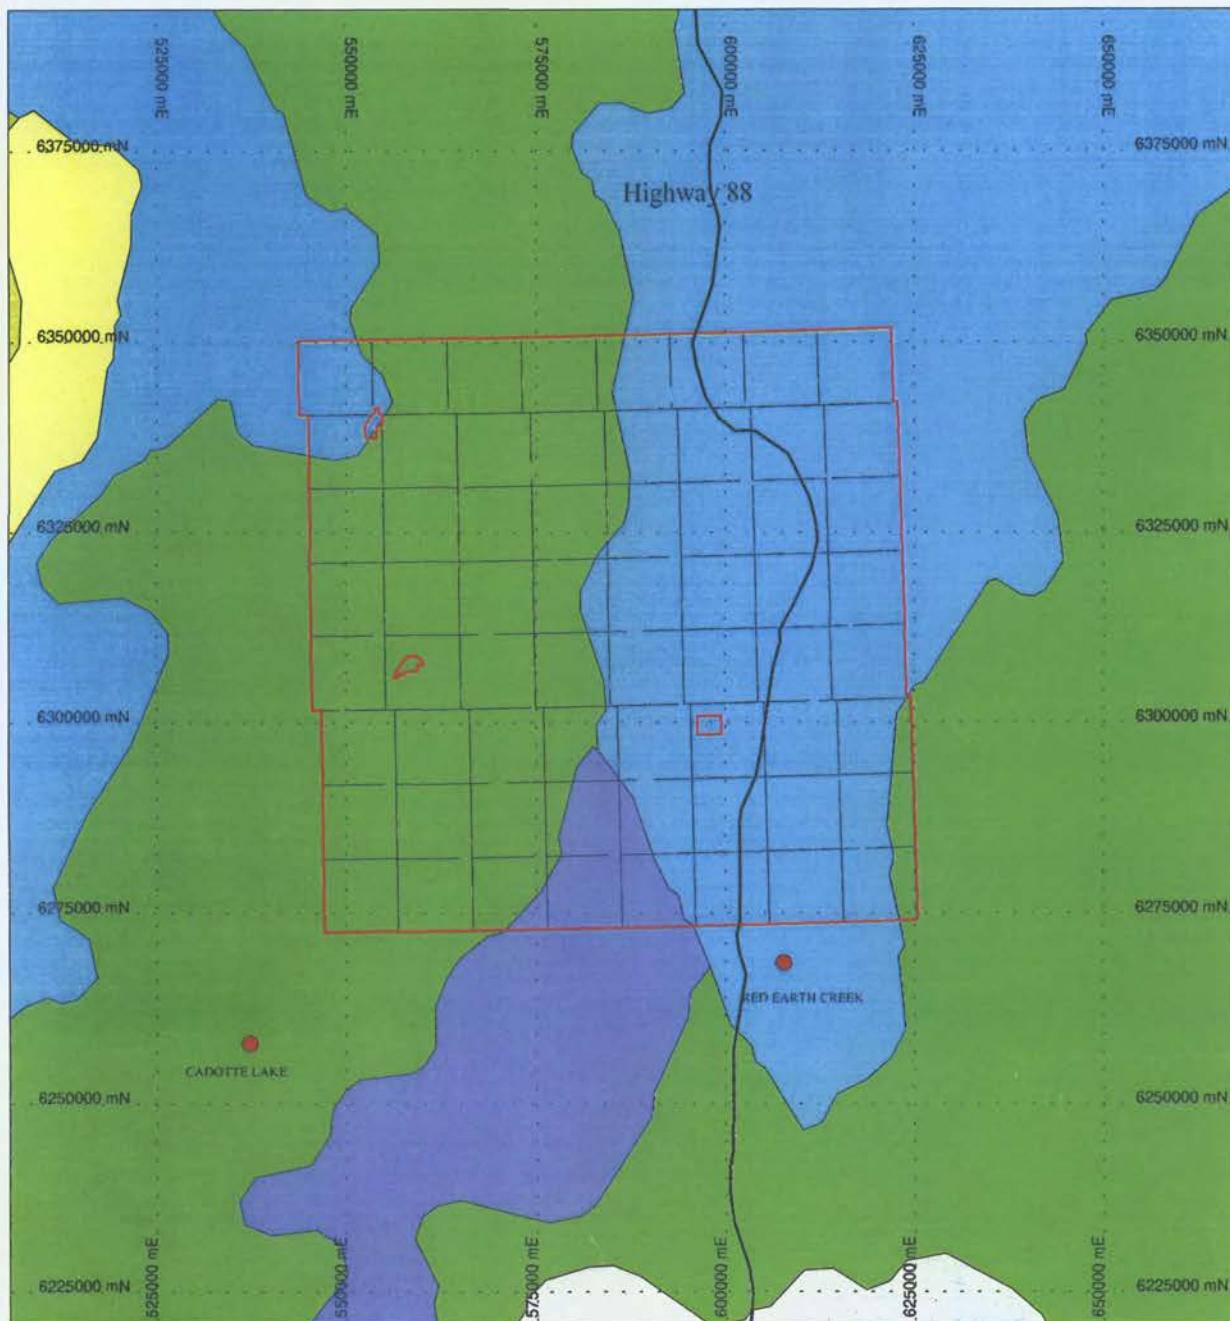 525000 mE
550000 mE
575000 mE
600000 mE
625000 mE
650000 mE
6375000 mN
6375000 mN
Highway 88
6350000 mN
6350000 mN
6325000 mN
6325000 mN
6300000 mN
6300000 mN
6275000 mN
6275000 mN
RED EARTH CREEK
CADOTTE LAKE
6250000 mN
6250000 mN
6225000 mN
6225000 mN
525000 mE
550000 mE
575000 mE
600000 mE
625000 mE
650000 mE